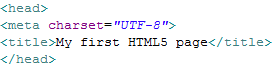 <head>
<meta charset="UTF-8">
<title>My first HTML5 page</title>
</head>